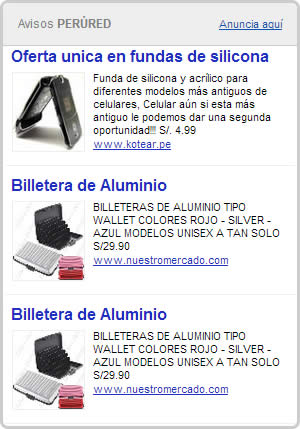 Avisos PERÚRED
Anuncia aquí
Oferta unica en fundas de silicona
Funda de silicona y acrílico para
diferentes modelos más antiguos de
celulares, Celular aún si esta más
antiguo le podemos dar una segunda
oportunidad!!! S/. 4.99
www.kotear.pe
Billetera de Aluminio
BILLETERAS DE ALUMINIO TIPO
WALLET COLORES ROJO - SILVER -
AZUL MODELOS UNISEX A TAN SOLO
S/29.90
www.nuestromercado.com
Billetera de Aluminio
BILLETERAS DE ALUMINIO TIPO
WALLET COLORES ROJO - SILVER -
AZUL MODELOS UNISEX A TAN SOLO
S/29.90
www.nuestromercado.com